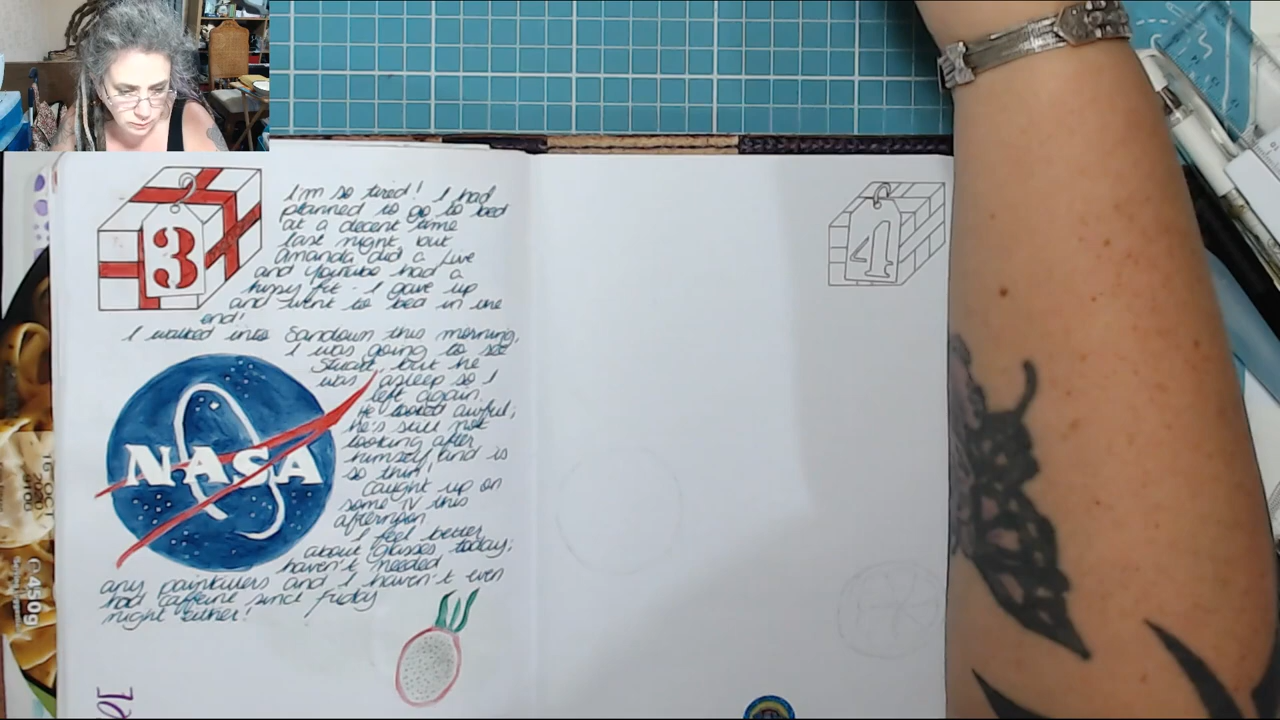 3
I'm so tired! I had
planned to go to bed
at a decent time
last night, but
Amanda did a live
and Youtube had a
hissy fit - I gave up
and went to bed in the
end!
I walked into Sandown this morning,
I was going to see
Stuart, but he
was asleep so I
left again.
He looked awful,
he's still not
looking after
himself and is
so thin!
Caught up on
some TV this
afternoon
I feel better
about glasses today;
haven't needed
any painkillers and I haven't even
had caffeine since friday
night either!
NASA
4
16 OCT
2020
℮450g